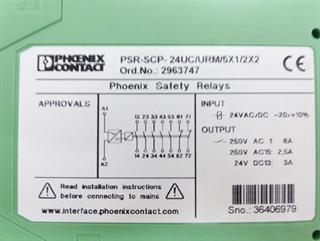 PHŒNIX CONTACT
PSR-SCP- 24UC/URM/5X1/2X2
Ord.No.: 2963747
CE
Phoenix Safety Relays
APPROVALS
A1
13 23 33 43 53 61 71
14 24 34 44 54 62 72
A2
INPUT
24VAC/DC -20/+10%
OUTPUT
250V AC 1 6A
250V AC15: 2,5A
24V DC13: 3A
Read installation instructions
before connecting to mains
www.interface.phoenixcontact.com
Sno.: 36406979